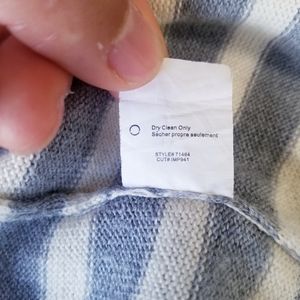 Dry Clean Only
Sécher propre seulement
STYLE# 71484
CUT# IMP941